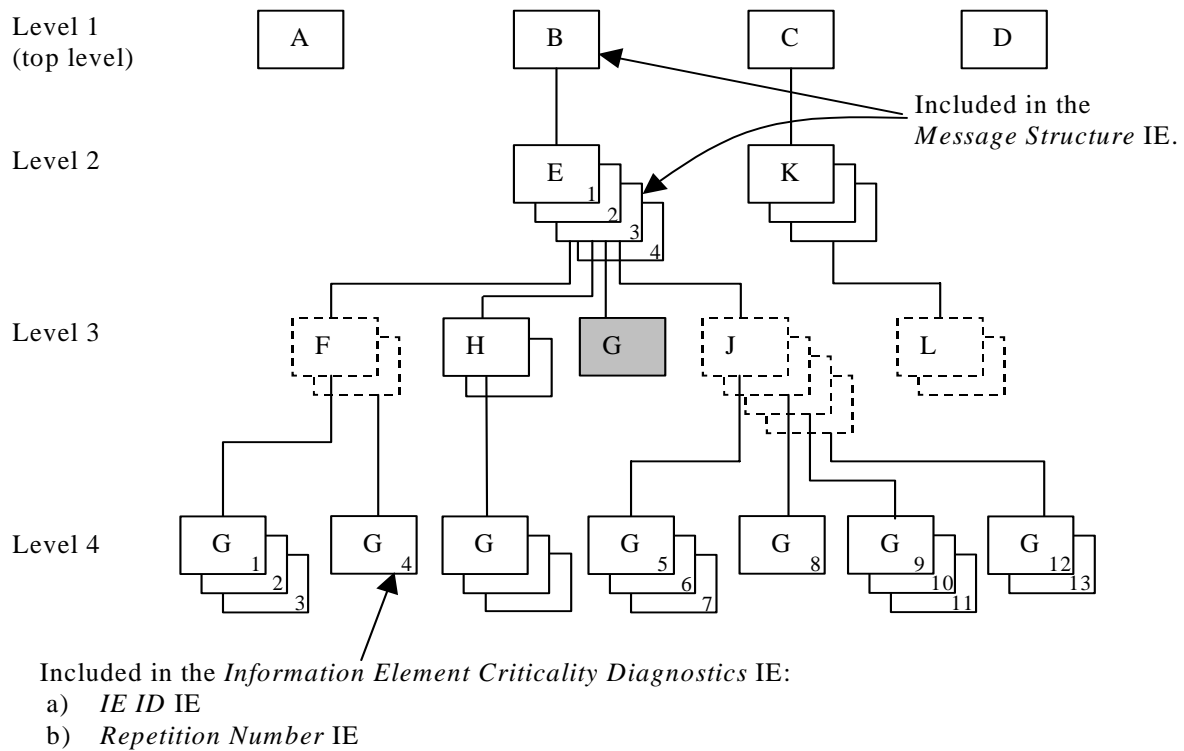 Level 1
(top level)
A
B
C
D
Included in the
Message Structure IE.
Level 2
E
1
2
3
4
K
Level 3
F
H
G
J
L
Level 4
G
1
2
3
G
4
G
G
5
6
7
G
8
G
9
10
11
G
12
13
Included in the Information Element Criticality Diagnostics IE:
a) IE ID IE
b) Repetition Number IE